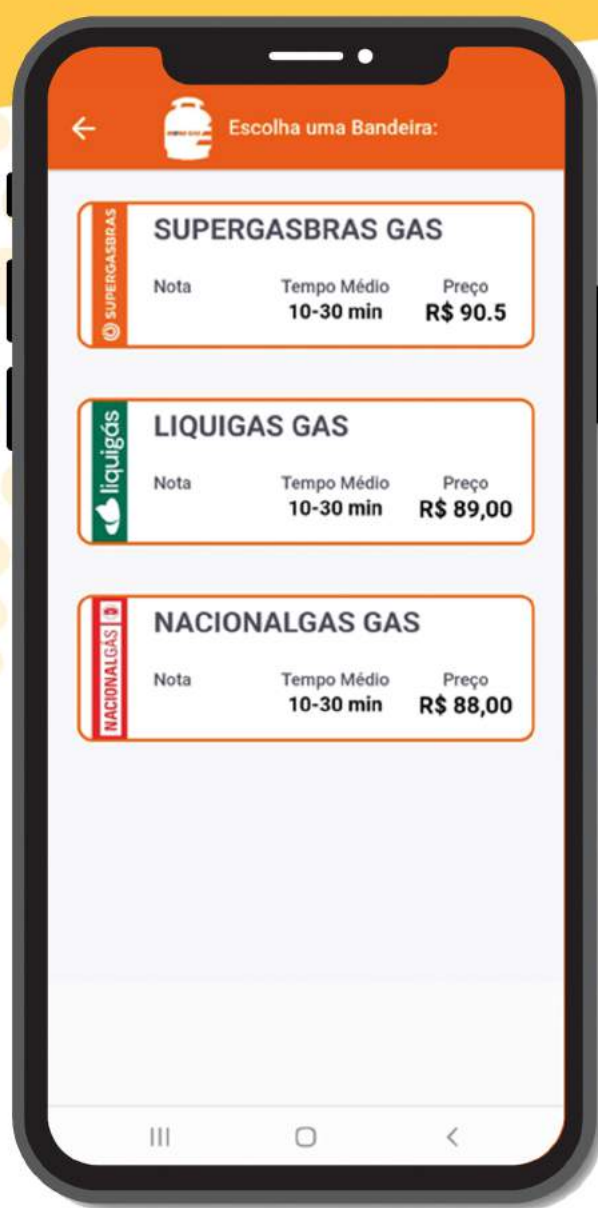 Escolha uma Bandeira:
SUPERGASBRAS
SUPERGASBRAS GAS
Nota Tempo Médio Preço
10-30 min R$ 90.5
liquigás
LIQUIGAS GAS
Nota Tempo Médio Preço
10-30 min R$ 89,00
NACIONALGÁS
NACIONALGAS GAS
Nota Tempo Médio Preço
10-30 min R$ 88,00